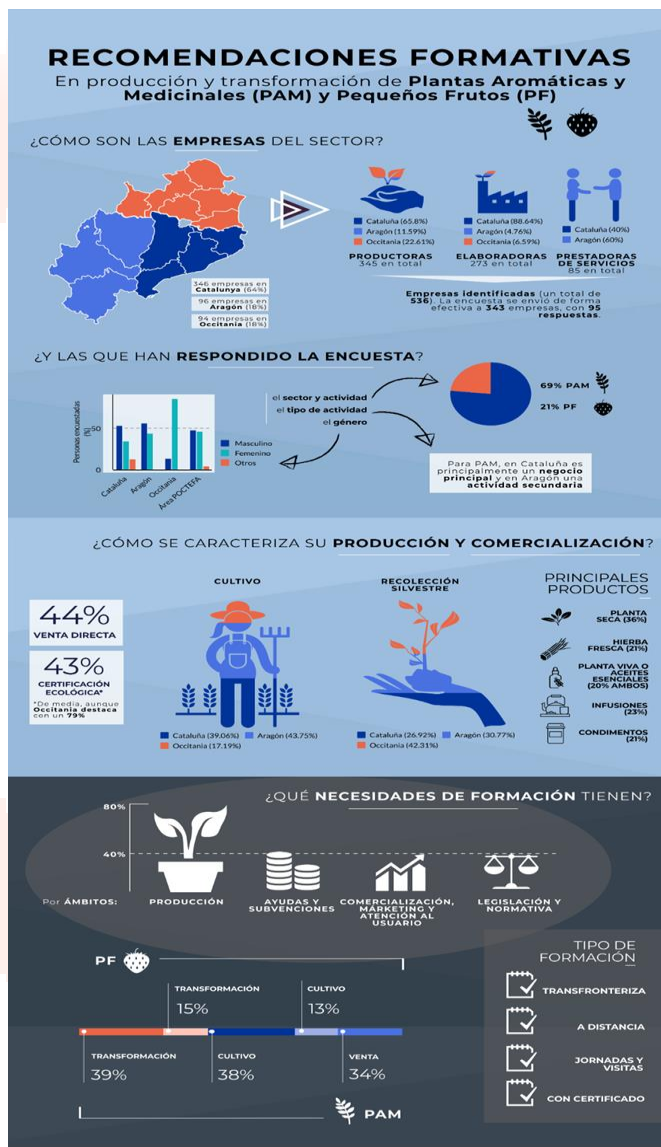 RECOMENDACIONES FORMATIVAS
En producción y transformación de Plantas Aromáticas y
Medicinales (PAM) y Pequeños Frutos (PF)
¿CÓMO SON LAS EMPRESAS DEL SECTOR?
346 empresas en
Catalunya (64%)
96 empresas en
Aragón (18%)
94 empresas en
Occitania (18%)
Cataluña (65.8%)
Aragón (11.59%)
Occitania (22.61%)
PRODUCTORAS
345 en total
Cataluña (88.64%)
Aragón (4.76%)
Occitania (6.59%)
ELABORADORAS
273 en total
Cataluña (40%)
Aragón (60%)
PRESTADORAS
DE SERVICIOS
85 en total
Empresas identificadas (un total de
536). La encuesta se envió de forma
efectiva a 343 empresas, con 95
respuestas.
¿Y LAS QUE HAN RESPONDIDO LA ENCUESTA?
Personas encuestadas
(%)
50
0
Cataluña
Aragón
Occitania
Área POCTEFA
Masculino
Femenino
Otros
el sector y actividad
el tipo de actividad
el género
69% PAM
21% PF
Para PAM, en Cataluña es
principalmente un negocio
principal y en Aragón una
actividad secundaria
¿CÓMO SE CARACTERIZA SU PRODUCCIÓN Y COMERCIALIZACIÓN?
44%
VENTA DIRECTA
43%
CERTIFICACIÓN
ECOLÓGICA*
*De media, aunque
Occitania destaca
con un 79%
CULTIVO
Cataluña (39.06%)
Aragón (43.75%)
Occitania (17.19%)
RECOLECCIÓN
SILVESTRE
Cataluña (26.92%)
Aragón (30.77%)
Occitania (42.31%)
PRINCIPALES
PRODUCTOS
PLANTA
SECA (36%)
HIERBA
FRESCA (21%)
PLANTA VIVA O
ACEITES
ESENCIALES
(20% AMBOS)
INFUSIONES
(23%)
CONDIMENTOS
(21%)
¿QUÉ NECESIDADES DE FORMACIÓN TIENEN?
80%
40%
Por ÁMBITOS:
PRODUCCIÓN
AYUDAS Y
SUBVENCIONES
COMERCIALIZACIÓN,
MÁRKETING Y
ATENCIÓN AL
USUARIO
LEGISLACIÓN Y
NORMATIVA
PF
TRANSFORMACIÓN
15%
CULTIVO
13%
TRANSFORMACIÓN
39%
CULTIVO
38%
VENTA
34%
PAM
TIPO DE
FORMACIÓN
TRANSFRONTERIZA
A DISTANCIA
JORNADAS Y
VISITAS
CON CERTIFICADO